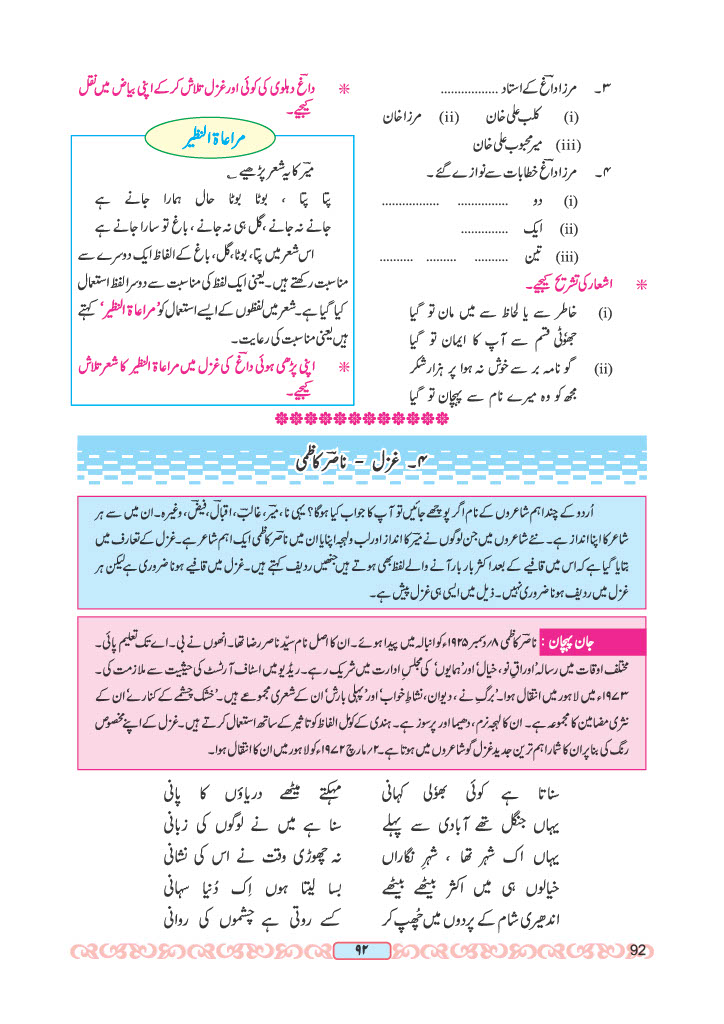 ۳۔ مرزا داغؔ کے استاد .................
(i) کلب علی خان (ii) مرزا خان
(iii) میر محبوب علی خان
۴۔ مرزا داغؔ خطابات سے نوازے گئے۔
(i) دو .............. .................
(ii) ایک ..............
(iii) تین .......... ......... ..........
* اشعار کی تشریح کیجیے۔
(i) خاطر سے یا لحاظ سے میں مان تو گیا
جھوٗٹی قسم سے آپ کا ایمان تو گیا
(ii) گو نامہ بر سے خوش نہ ہوا پر ہزار شکر
مجھ کو وہ میرے نام سے پہچان تو گیا
* داغؔ دہلوی کی کوئی اور غزل تلاش کر کے اپنی بیاض میں نقل
کیجیے۔
مراعاۃ النظیر
میرؔ کا یہ شعر پڑھیے ؎
پتا پتا ، بوٹا بوٹا حال ہمارا جانے ہے
جانے نہ جانے، گل ہی نہ جانے، باغ تو سارا جانے ہے
اس شعر میں پتا، بوٹا، گل، باغ کے الفاظ ایک دوسرے سے
مناسبت رکھتے ہیں۔ یعنی ایک لفظ کی مناسبت سے دوسرا لفظ استعمال
کیا گیا ہے۔ شعر میں لفظوں کے ایسے استعمال کو 'مراعاۃ النظیر' کہتے
ہیں یعنی مناسبت کی رعایت۔
* اپنی پڑھی ہوئی داغؔ کی غزل میں مراعاۃ النظیر کا شعر تلاش
کیجیے۔
۴۔ غزل - ناصرؔ کاظمی
اُردو کے چند اہم شاعروں کے نام اگر پوچھے جائیں تو آپ کا جواب کیا ہوگا؟ یہی نا، میرؔ، غالبؔ، اقبالؔ، فیضؔ، وغیرہ۔ ان میں سے ہر
شاعر کا اپنا انداز ہے۔ نئے شاعروں میں جن لوگوں نے میرؔ کا انداز اور لب و لہجہ اپنایا ان میں ناصرؔ کاظمی ایک اہم شاعر ہے۔ غزل کے تعارف میں
بتایا گیا ہے کہ اس میں قافیے کے بعد اکثر بار بار آنے والے لفظ بھی ہوتے ہیں جنھیں ردیف کہتے ہیں۔ غزل میں قافیے ہونا ضروری ہے لیکن ہر
غزل میں ردیف ہونا ضروری نہیں۔ ذیل میں ایسی ہی غزل پیش ہے۔
جان پہچان : ناصرؔ کاظمی ۸؍دسمبر ۱۹۲۵ء کو انبالہ میں پیدا ہوئے۔ ان کا اصل نام سیّد ناصر رضا تھا۔ انھوں نے بی۔اے تک تعلیم پائی۔
مختلف اوقات میں رسالہ 'اوراقِ نو، خیال' اور 'ہمایوں' کی مجلسِ ادارت میں شریک رہے۔ ریڈیو میں اسٹاف آرٹسٹ کی حیثیت سے ملازمت کی۔
۱۹۷۳ء میں لاہور میں انتقال ہوا۔ 'برگِ نے، دیوان، نشاطِ خواب' اور 'پہلی بارش' ان کے شعری مجموعے ہیں۔ 'خشک چشمے کے کنارے' ان کے
نثری مضامین کا مجموعہ ہے۔ ان کا لہجہ نرم، دھیما اور پرسوز ہے۔ ہندی کے کومل الفاظ کو تاثیر کے ساتھ استعمال کرتے ہیں۔ غزل کے اپنے مخصوص
رنگ کی بنا پر ان کا شمار اہم ترین جدید غزل گو شاعروں میں ہوتا ہے۔ ۲؍مارچ ۱۹۷۲ء کو لاہور میں ان کا انتقال ہوا۔
سناتا ہے کوئی بھوٗلی کہانی مہکتے میٹھے دریاؤں کا پانی
یہاں جنگل تھے آبادی سے پہلے سنا ہے میں نے لوگوں کی زبانی
یہاں اک شہر تھا ، شہرِ نگاراں نہ چھوڑی وقت نے اس کی نشانی
خیالوں ہی میں اکثر بیٹھے بیٹھے بسا لیتا ہوں اِک دُنیا سہانی
اندھیری شام کے پردوں میں چھُپ کر کسے روتی ہے چشموں کی روانی
۹۲
92